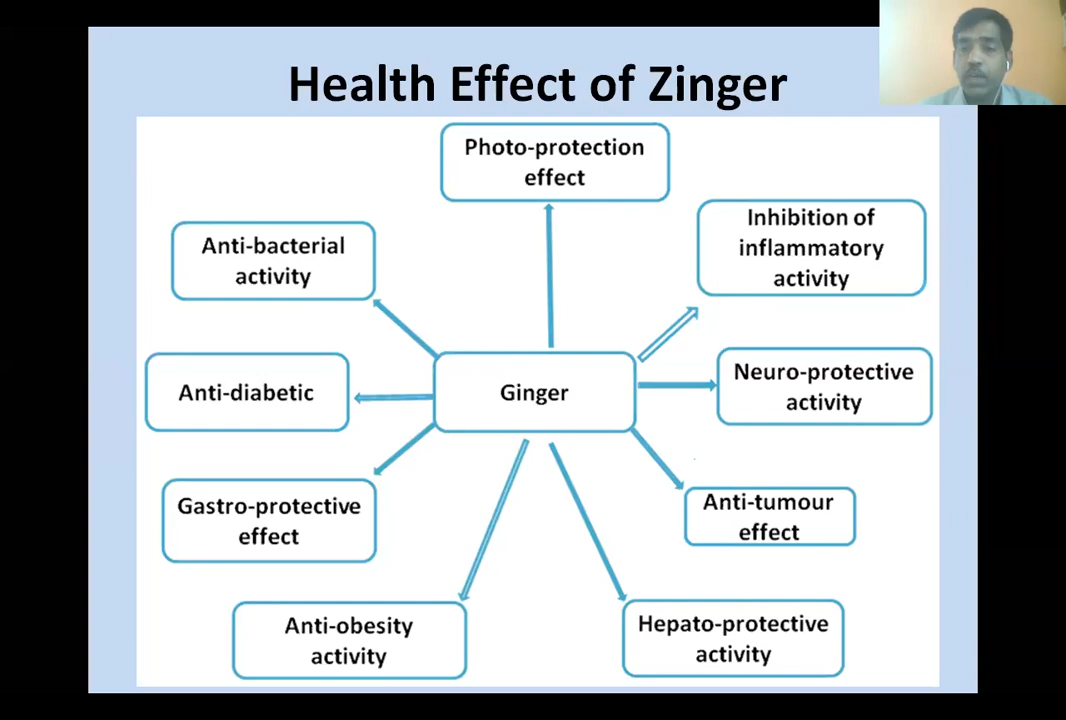 Health Effect of Zinger
Photo-protection
effect
Inhibition of
inflammatory
activity
Anti-bacterial
activity
Neuro-protective
activity
Anti-diabetic
Ginger
Gastro-protective
effect
Anti-tumour
effect
Anti-obesity
activity
Hepato-protective
activity